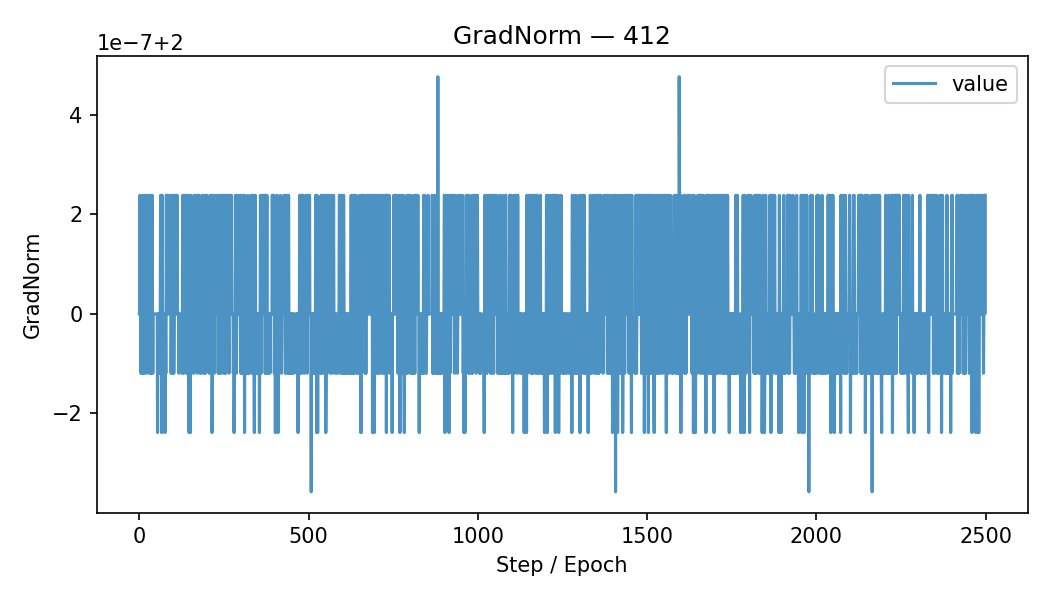 GradNorm — 412
1e−7+2
value
4
2
0
−2
GradNorm
0
500
1000
1500
2000
2500
Step / Epoch